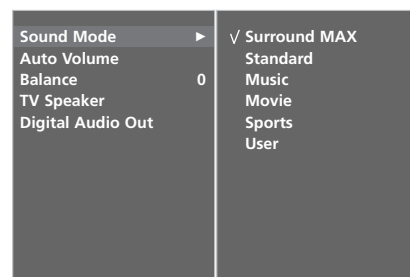 Sound Mode ►
Auto Volume
Balance 0
TV Speaker
Digital Audio Out
√ Surround MAX
Standard
Music
Movie
Sports
User